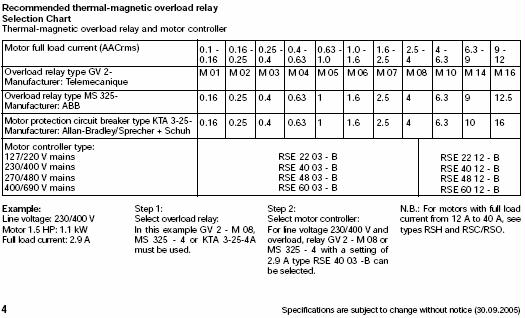 Recommended thermal-magnetic overload relay
Selection Chart
Thermal-magnetic overload relay and motor controller
Motor full load current (AACrms) 0.1 - 0.16 - 0.25 - 0.4 - 0.63 - 1.0 - 1.6 - 2.5 - 4 - 6.3 - 9 -
0.16 0.25 0.4 0.63 1.0 1.6 2.5 4 6.3 9 12
Overload relay type GV 2- M 01 M 02 M 03 M 04 M 05 M 06 M 07 M 08 M 10 M 14 M 16
Manufacturer: Telemecanique
Overload relay type MS 325- 0.16 0.25 0.4 0.63 1 1.6 2.5 4 6.3 9 12.5
Manufacturer: ABB
Motor protection circuit breaker type KTA 3-25- 0.16 0.25 0.4 0.63 1 1.6 2.5 4 6.3 10 16
Manufacturer: Allan-Bradley/Sprecher + Schuh
Motor controller type:
127/220 V mains RSE 22 03 - B RSE 22 12 - B
230/400 V mains RSE 40 03 - B RSE 40 12 - B
270/480 V mains RSE 48 03 - B RSE 48 12 - B
400/690 V mains RSE 60 03 - B RSE 60 12 - B
Example:
Line voltage: 230/400 V
Motor 1.5 HP: 1.1 kW
Full load current: 2.9 A
Step 1:
Select overload relay:
In this example GV 2 - M 08,
MS 325 - 4 or KTA 3-25-4A
must be used.
Step 2:
Select motor controller:
For line voltage 230/400 V and
overload, relay GV 2 - M 08 or
MS 325 - 4 with a setting of
2.9 A type RSE 40 03 -B can
be selected.
N.B.: For motors with full load
current from 12 A to 40 A, see
types RSH and RSC/RSO.
4 Specifications are subject to change without notice (30.09.2005)